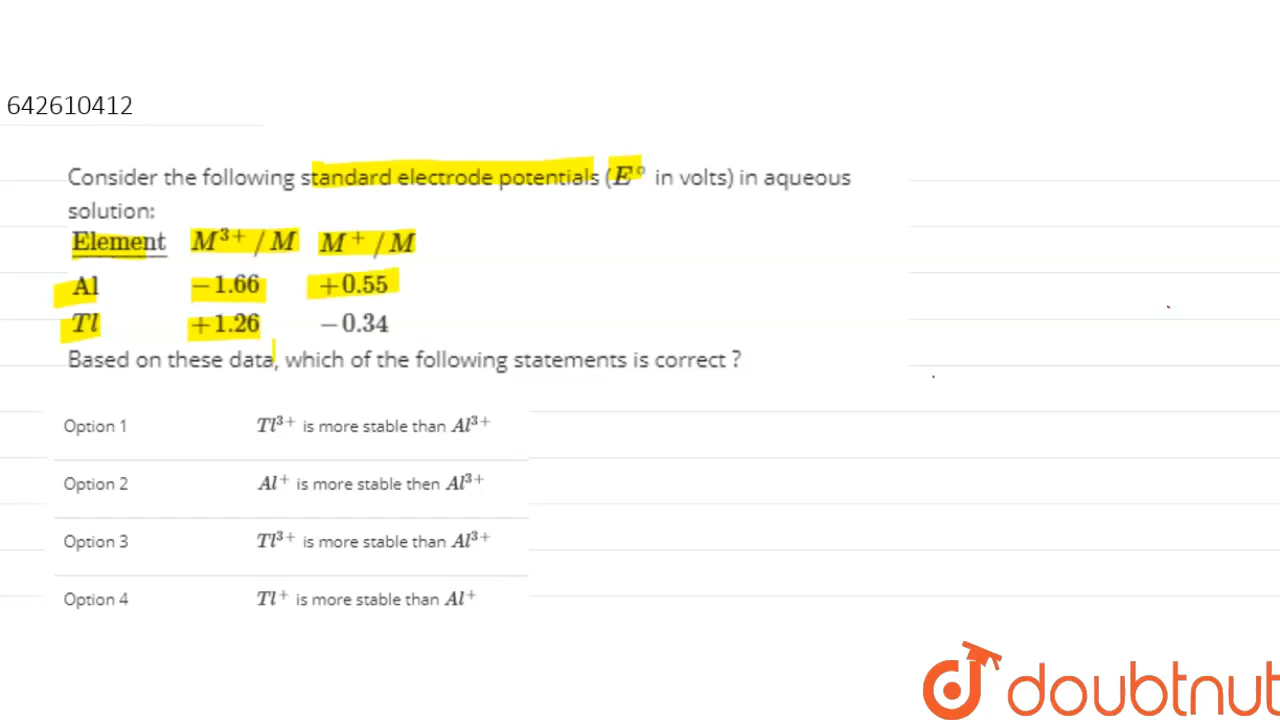 642610412
Consider the following standard electrode potentials (E° in volts) in aqueous
solution:
Element M³⁺/M M⁺/M
Al −1.66 +0.55
Tl +1.26 −0.34
Based on these data, which of the following statements is correct ?
Option 1 Tl³⁺ is more stable than Al³⁺
Option 2 Al⁺ is more stable then Al³⁺
Option 3 Tl³⁺ is more stable than Al³⁺
Option 4 Tl⁺ is more stable than Al⁺
doubtnut